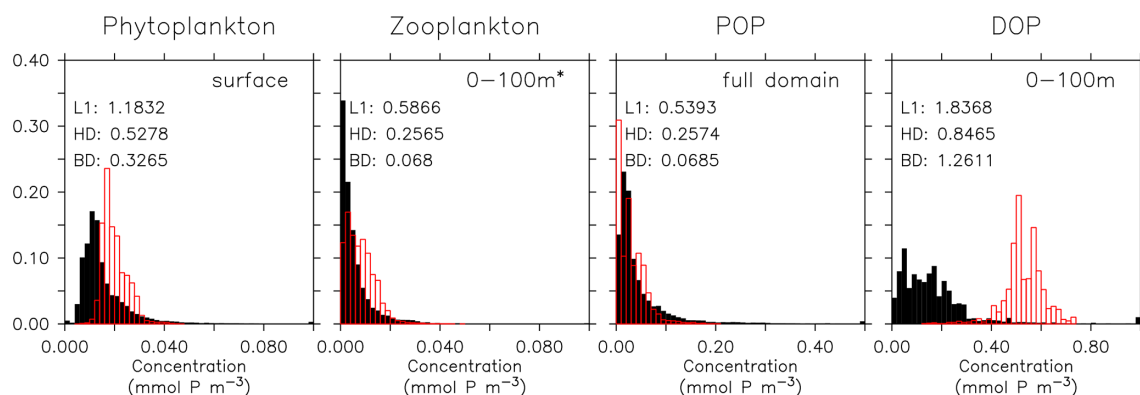 Phytoplankton Zooplankton POP DOP
0.40 surface 0-100m* full domain 0-100m
L1: 1.1832 L1: 0.5866 L1: 0.5393 L1: 1.8368
0.30 HD: 0.5278 HD: 0.2565 HD: 0.2574 HD: 0.8465
BD: 0.3265 BD: 0.068 BD: 0.0685 BD: 1.2611
0.20
0.10
0.00
0.000 0.040 0.080 0.000 0.040 0.080 0.00 0.20 0.40 0.00 0.40 0.80
Concentration Concentration Concentration Concentration
(mmol P m⁻³) (mmol P m⁻³) (mmol P m⁻³) (mmol P m⁻³)